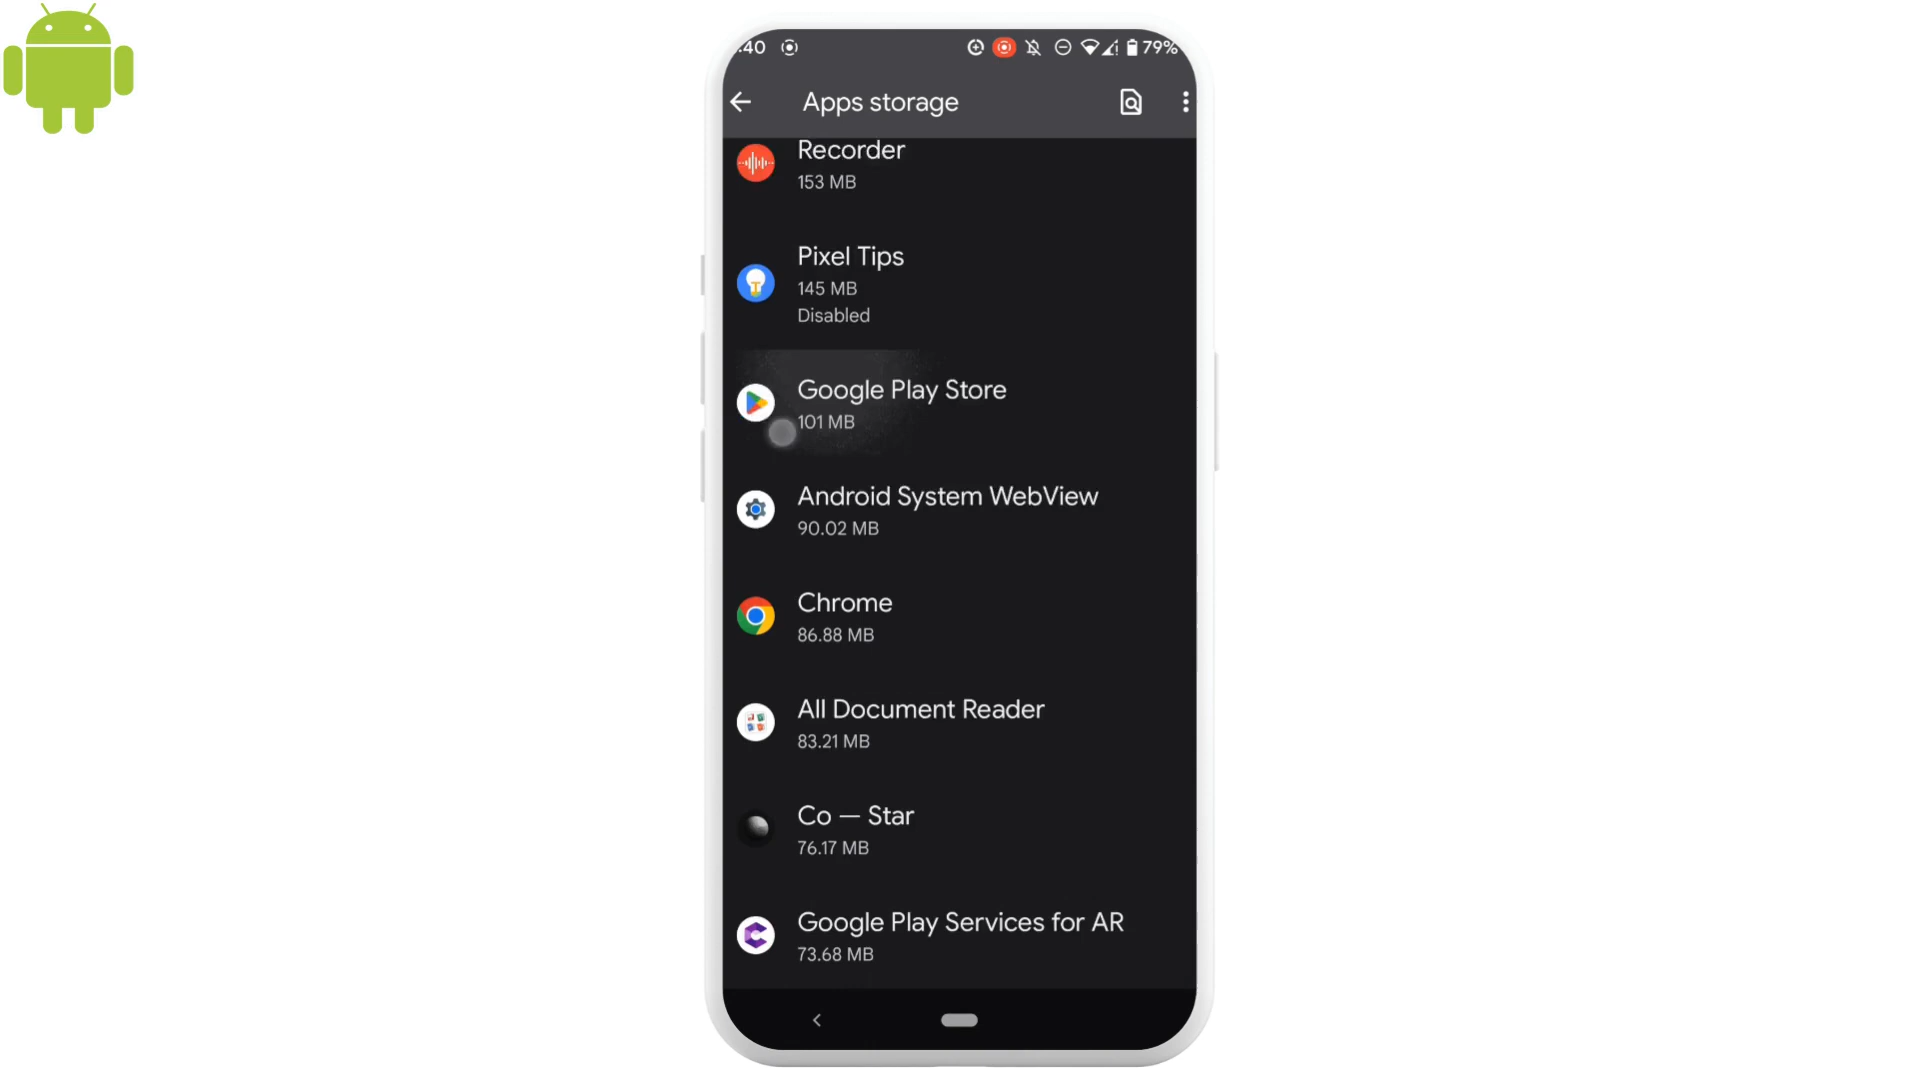 :40
79%
Apps storage
Recorder
153 MB
Pixel Tips
145 MB
Disabled
Google Play Store
101 MB
Android System WebView
90.02 MB
Chrome
86.88 MB
All Document Reader
83.21 MB
Co — Star
76.17 MB
Google Play Services for AR
73.68 MB